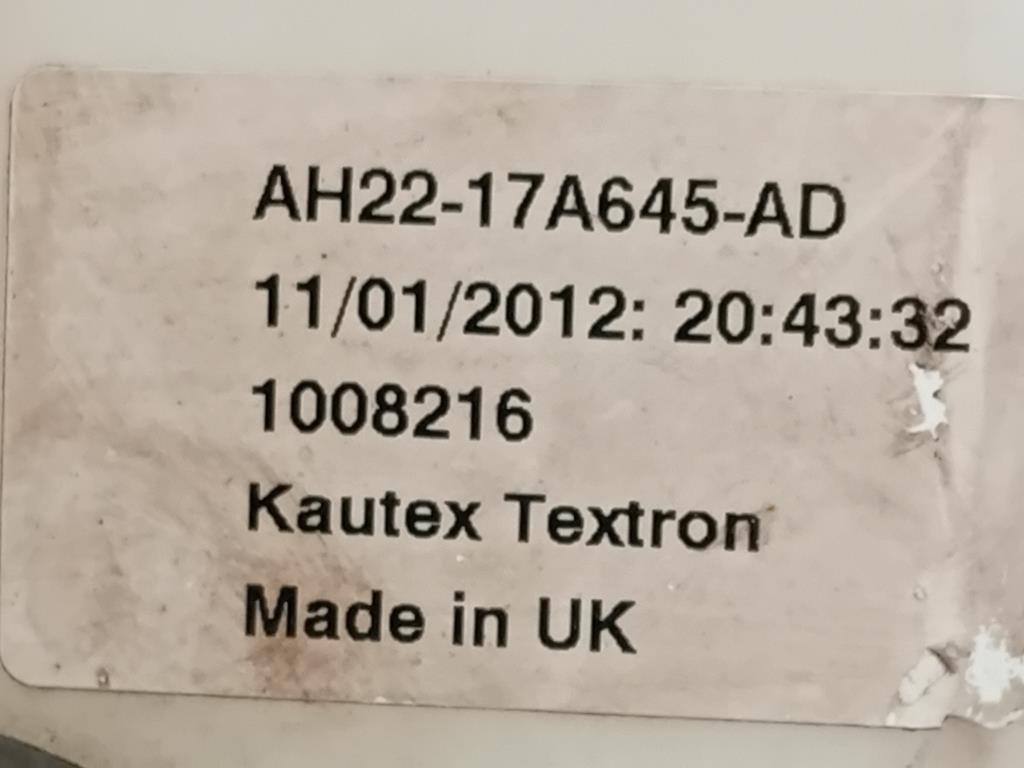 AH22-17A645-AD
11/01/2012: 20:43:32
1008216
Kautex Textron
Made in UK